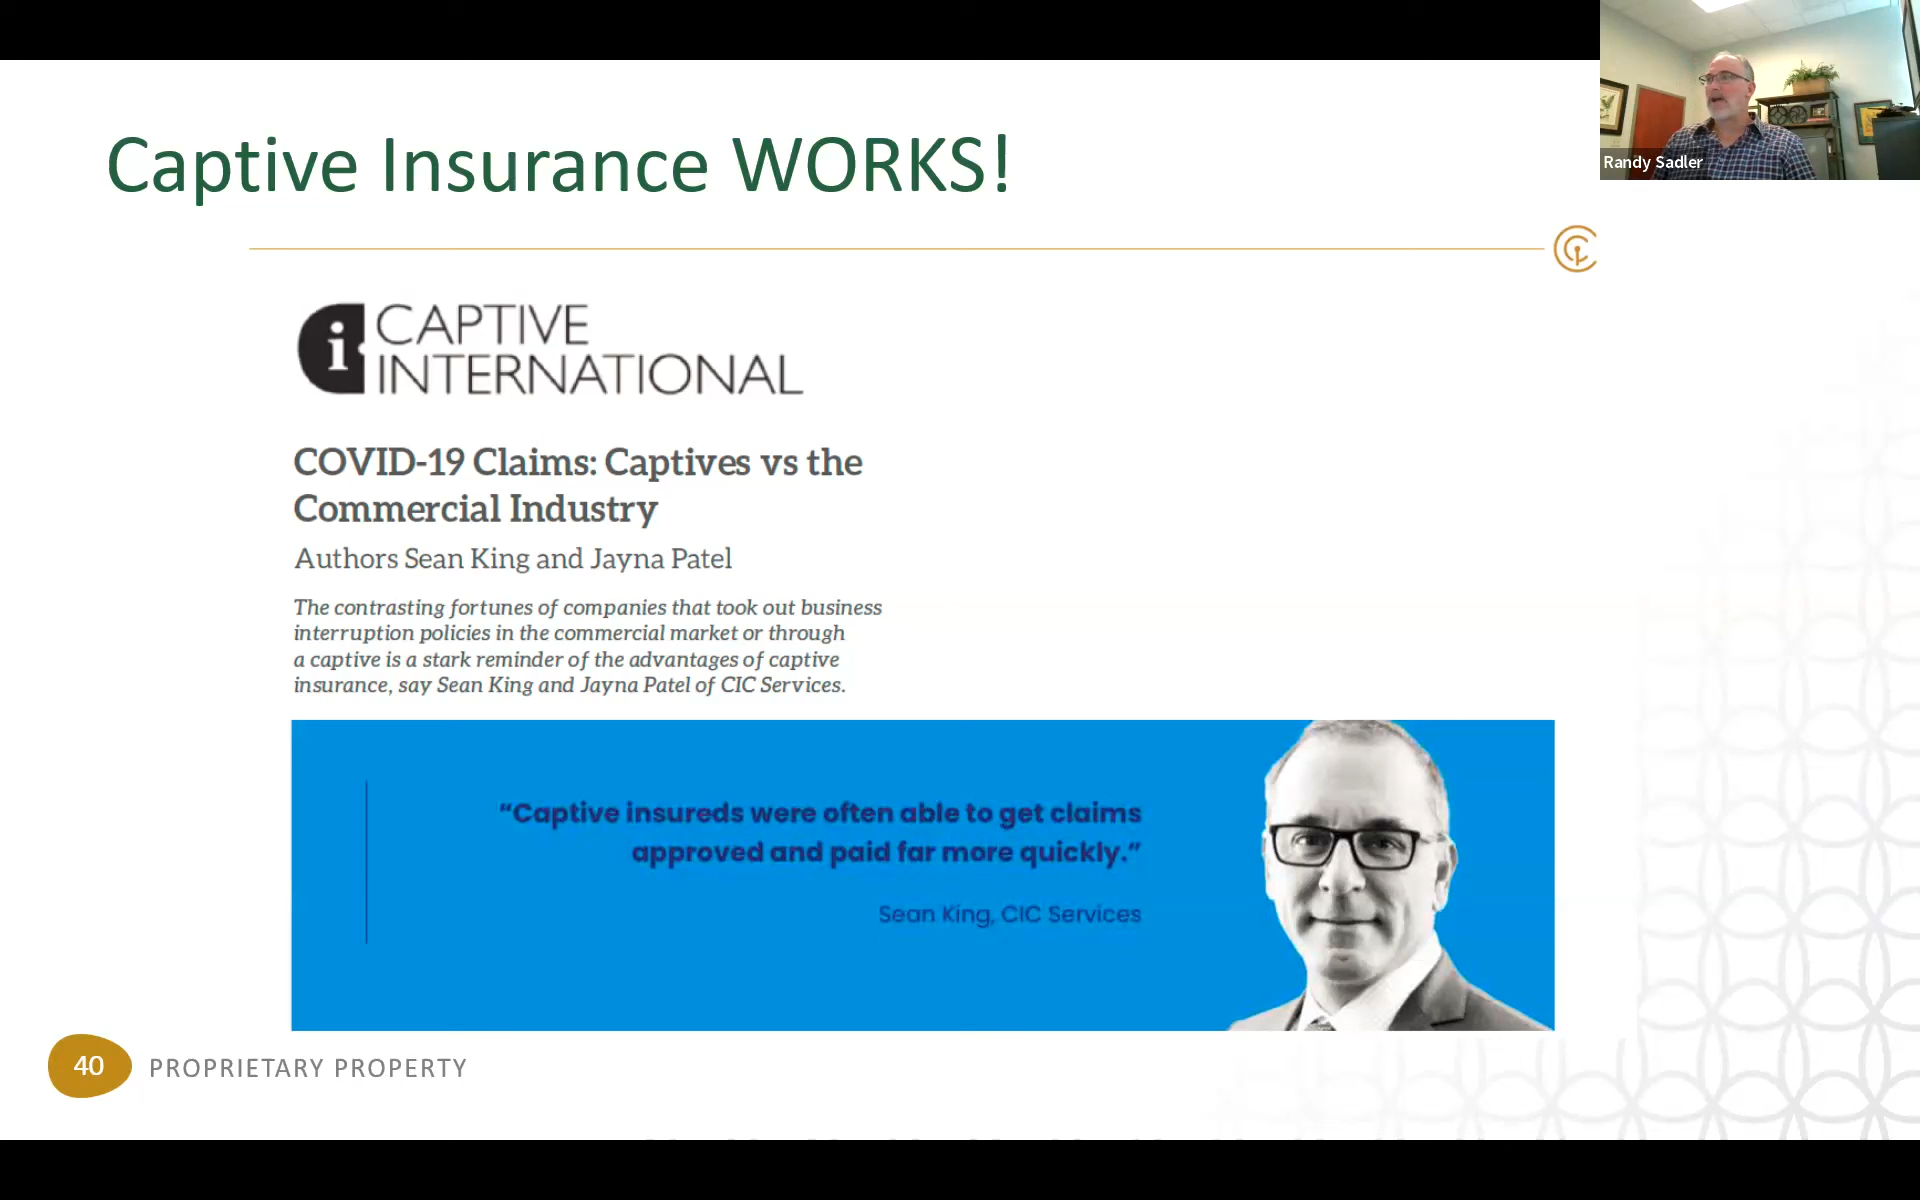 Captive Insurance WORKS!
Randy Sadler
i CAPTIVE
INTERNATIONAL
COVID-19 Claims: Captives vs the
Commercial Industry
Authors Sean King and Jayna Patel
The contrasting fortunes of companies that took out business
interruption policies in the commercial market or through
a captive is a stark reminder of the advantages of captive
insurance, say Sean King and Jayna Patel of CIC Services.
“Captive insureds were often able to get claims
approved and paid far more quickly.”
Sean King, CIC Services
40 PROPRIETARY PROPERTY